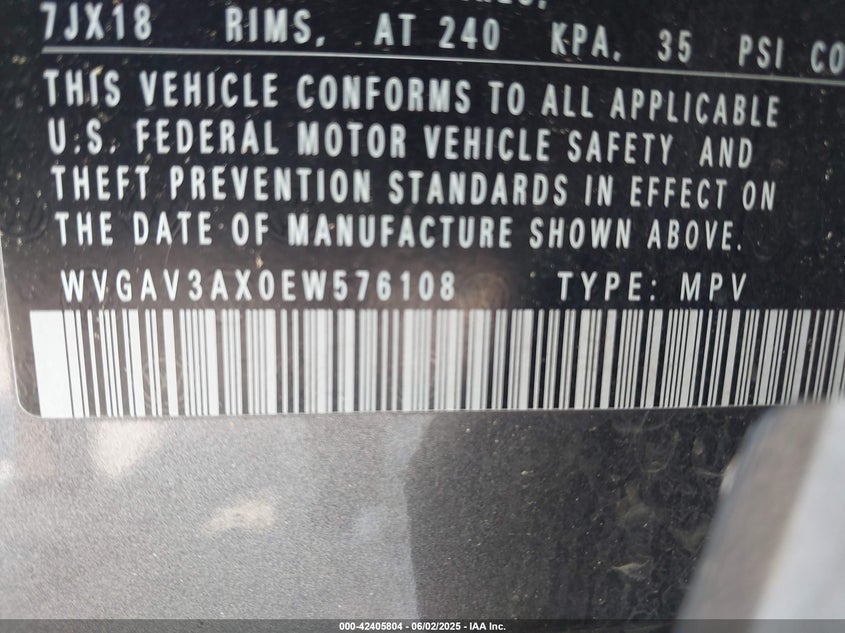 7JX18 RIMS, AT 240 KPA, 35 PSI CO
THIS VEHICLE CONFORMS TO ALL APPLICABLE
U.S. FEDERAL MOTOR VEHICLE SAFETY AND
THEFT PREVENTION STANDARDS IN EFFECT ON
THE DATE OF MANUFACTURE SHOWN ABOVE.
WVGAV3AX0EW576108 TYPE: MPV
000-42405804 - 06/02/2025 - IAA Inc.